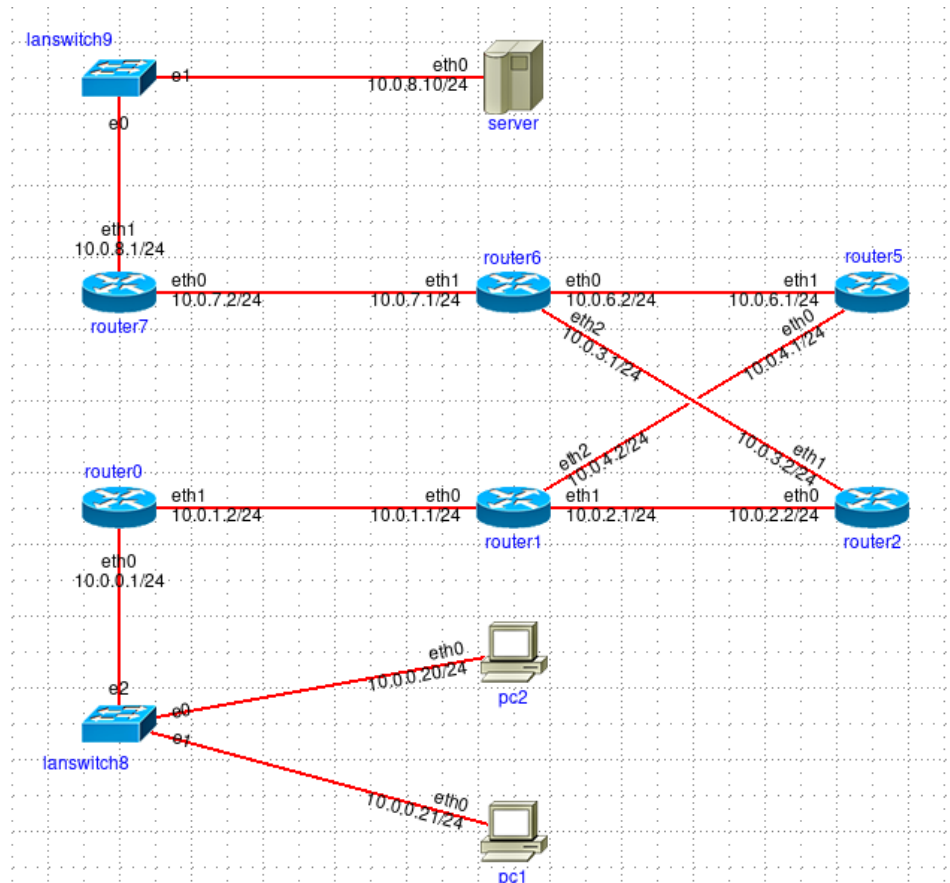 lanswitch9
e1
eth0
10.0.8.10/24
server
e0
eth1
10.0.8.1/24
router7
eth0
10.0.7.2/24
eth1
10.0.7.1/24
router6
eth0
10.0.6.2/24
eth1
10.0.6.1/24
router5
eth2
10.0.3.1/24
eth0
10.0.4.1/24
eth2
10.0.4.2/24
eth1
10.0.3.2/24
router0
eth1
10.0.1.2/24
eth0
10.0.1.1/24
router1
eth1
10.0.2.1/24
eth0
10.0.2.2/24
router2
eth0
10.0.0.1/24
e2
e0
e1
lanswitch8
eth0
10.0.0.20/24
pc2
eth0
10.0.0.21/24
pc1